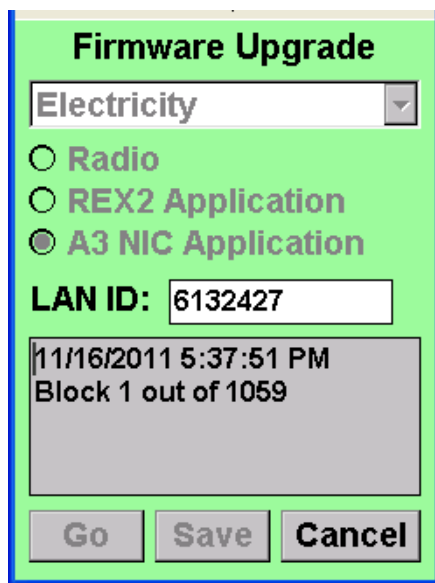 Firmware Upgrade
Electricity
Radio
REX2 Application
A3 NIC Application
LAN ID: 6132427
11/16/2011 5:37:51 PM
Block 1 out of 1059
Go Save Cancel